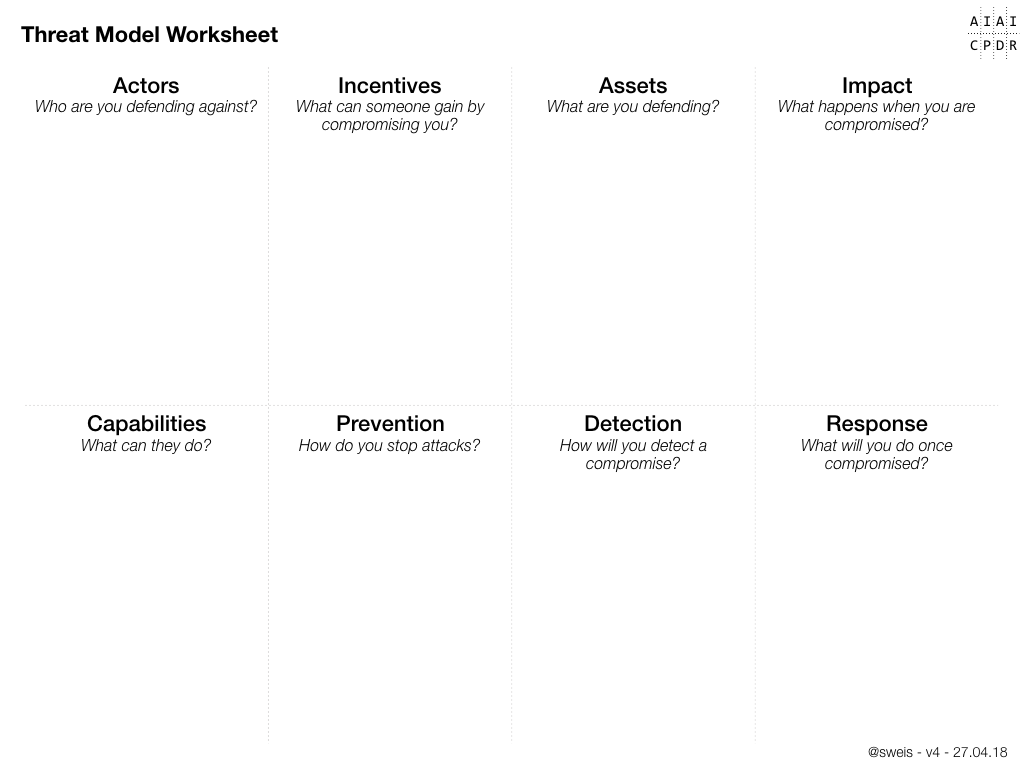 Threat Model Worksheet
A I A I
C P D R
Actors
Who are you defending against?
Incentives
What can someone gain by
compromising you?
Assets
What are you defending?
Impact
What happens when you are
compromised?
Capabilities
What can they do?
Prevention
How do you stop attacks?
Detection
How will you detect a
compromise?
Response
What will you do once
compromised?
@sweis - v4 - 27.04.18